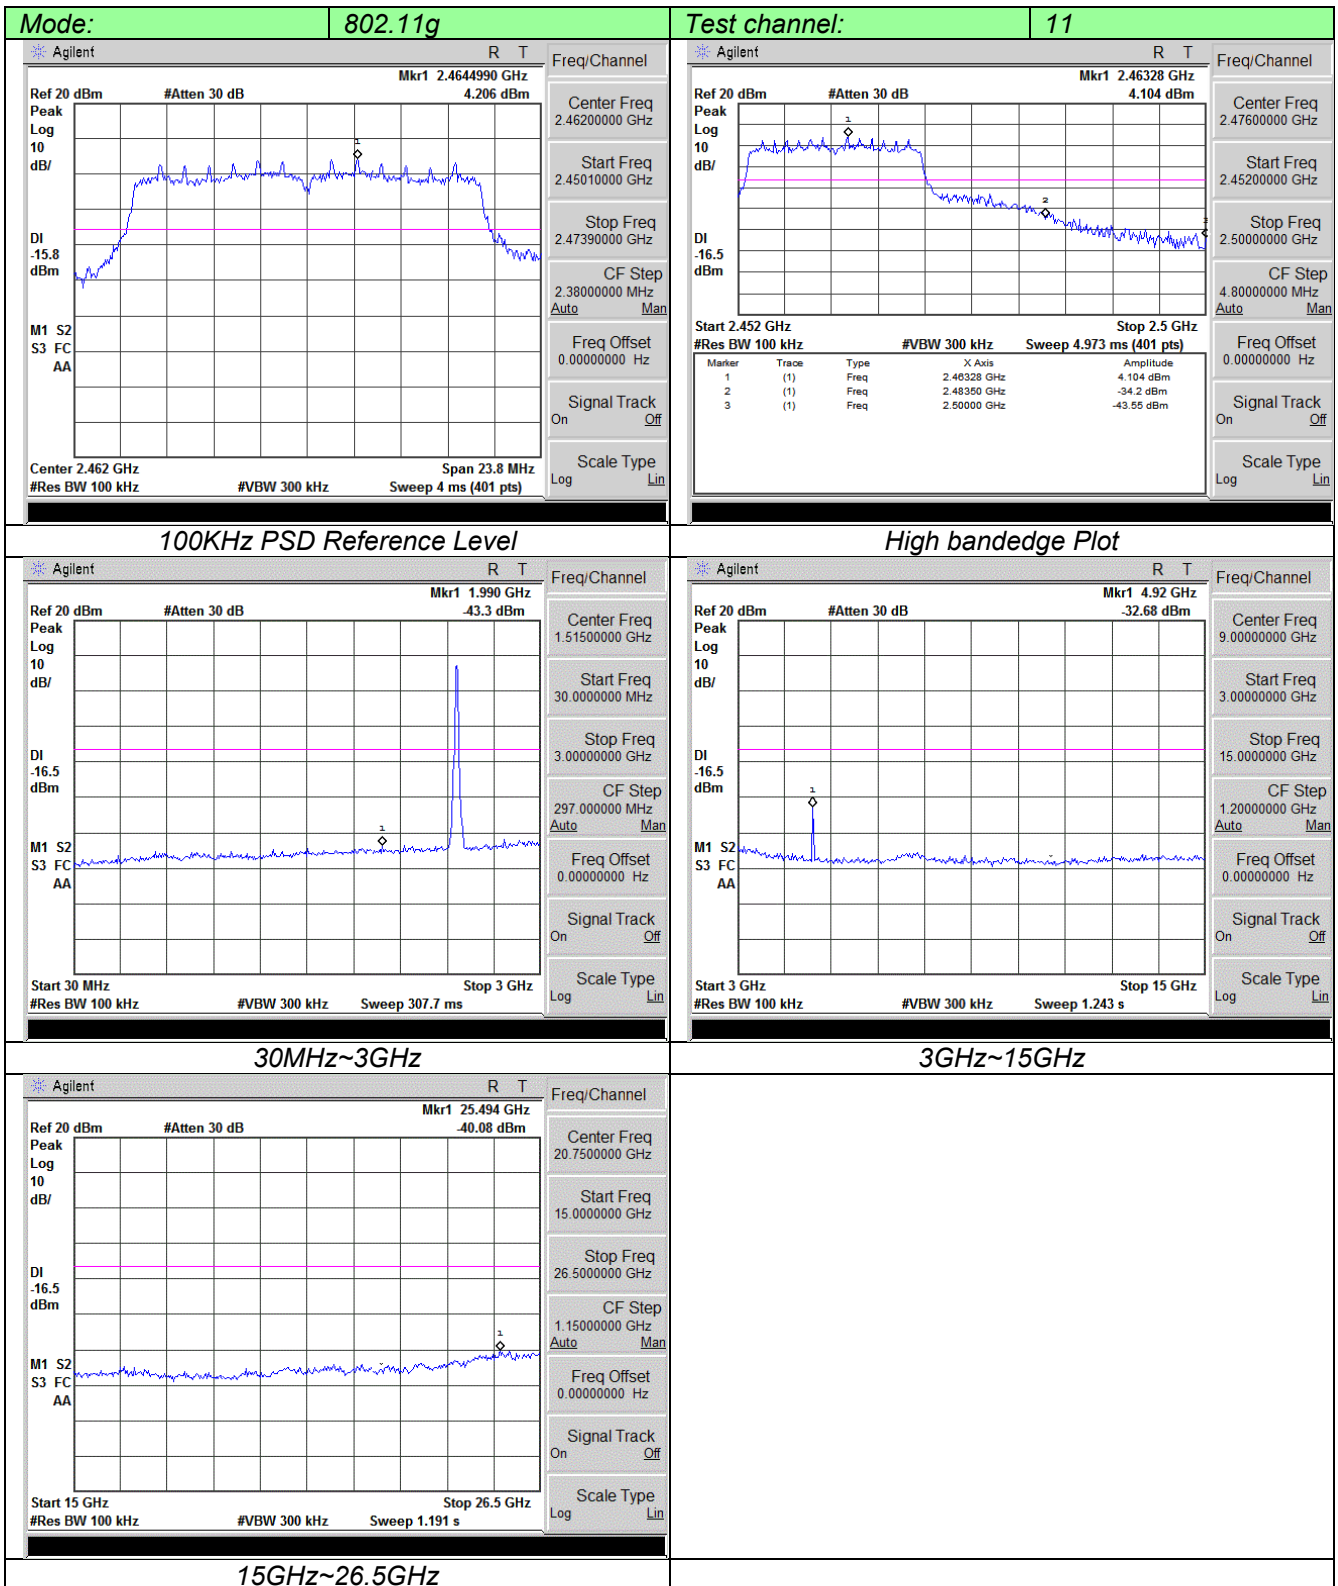 Mode: 802.11g Test channel: 11
Agilent R T
Mkr1 2.4644990 GHz
Ref 20 dBm #Atten 30 dB 4.206 dBm
Peak
Log
10
dB/
DI
-15.8
dBm
M1 S2
S3 FC
AA
1
Center 2.462 GHz Span 23.8 MHz
#Res BW 100 kHz #VBW 300 kHz Sweep 4 ms (401 pts)
Freq/Channel
Center Freq
2.46200000 GHz
Start Freq
2.45010000 GHz
Stop Freq
2.47390000 GHz
CF Step
2.38000000 MHz
Auto Man
Freq Offset
0.00000000 Hz
Signal Track
On Off
Scale Type
Log Lin
Agilent R T
Mkr1 2.46328 GHz
Ref 20 dBm #Atten 30 dB 4.104 dBm
Peak
Log
10
dB/
DI
-16.5
dBm
1
2
3
Start 2.452 GHz Stop 2.5 GHz
#Res BW 100 kHz #VBW 300 kHz Sweep 4.973 ms (401 pts)
Marker Trace Type X Axis Amplitude
1 (1) Freq 2.46328 GHz 4.104 dBm
2 (1) Freq 2.48350 GHz -34.2 dBm
3 (1) Freq 2.50000 GHz -43.55 dBm
Freq/Channel
Center Freq
2.47600000 GHz
Start Freq
2.45200000 GHz
Stop Freq
2.50000000 GHz
CF Step
4.80000000 MHz
Auto Man
Freq Offset
0.00000000 Hz
Signal Track
On Off
Scale Type
Log Lin
100KHz PSD Reference Level High bandedge Plot
Agilent R T
Mkr1 1.990 GHz
Ref 20 dBm #Atten 30 dB -43.3 dBm
Peak
Log
10
dB/
DI
-16.5
dBm
M1 S2
S3 FC
AA
1
Start 30 MHz Stop 3 GHz
#Res BW 100 kHz #VBW 300 kHz Sweep 307.7 ms
Freq/Channel
Center Freq
1.51500000 GHz
Start Freq
30.0000000 MHz
Stop Freq
3.00000000 GHz
CF Step
297.000000 MHz
Auto Man
Freq Offset
0.00000000 Hz
Signal Track
On Off
Scale Type
Log Lin
Agilent R T
Mkr1 4.92 GHz
Ref 20 dBm #Atten 30 dB -32.68 dBm
Peak
Log
10
dB/
DI
-16.5
dBm
M1 S2
S3 FC
AA
1
Start 3 GHz Stop 15 GHz
#Res BW 100 kHz #VBW 300 kHz Sweep 1.243 s
Freq/Channel
Center Freq
9.00000000 GHz
Start Freq
3.00000000 GHz
Stop Freq
15.0000000 GHz
CF Step
1.20000000 GHz
Auto Man
Freq Offset
0.00000000 Hz
Signal Track
On Off
Scale Type
Log Lin
30MHz~3GHz 3GHz~15GHz
Agilent R T
Mkr1 25.494 GHz
Ref 20 dBm #Atten 30 dB -40.08 dBm
Peak
Log
10
dB/
DI
-16.5
dBm
M1 S2
S3 FC
AA
1
Start 15 GHz Stop 26.5 GHz
#Res BW 100 kHz #VBW 300 kHz Sweep 1.191 s
Freq/Channel
Center Freq
20.7500000 GHz
Start Freq
15.0000000 GHz
Stop Freq
26.5000000 GHz
CF Step
1.15000000 GHz
Auto Man
Freq Offset
0.00000000 Hz
Signal Track
On Off
Scale Type
Log Lin
15GHz~26.5GHz